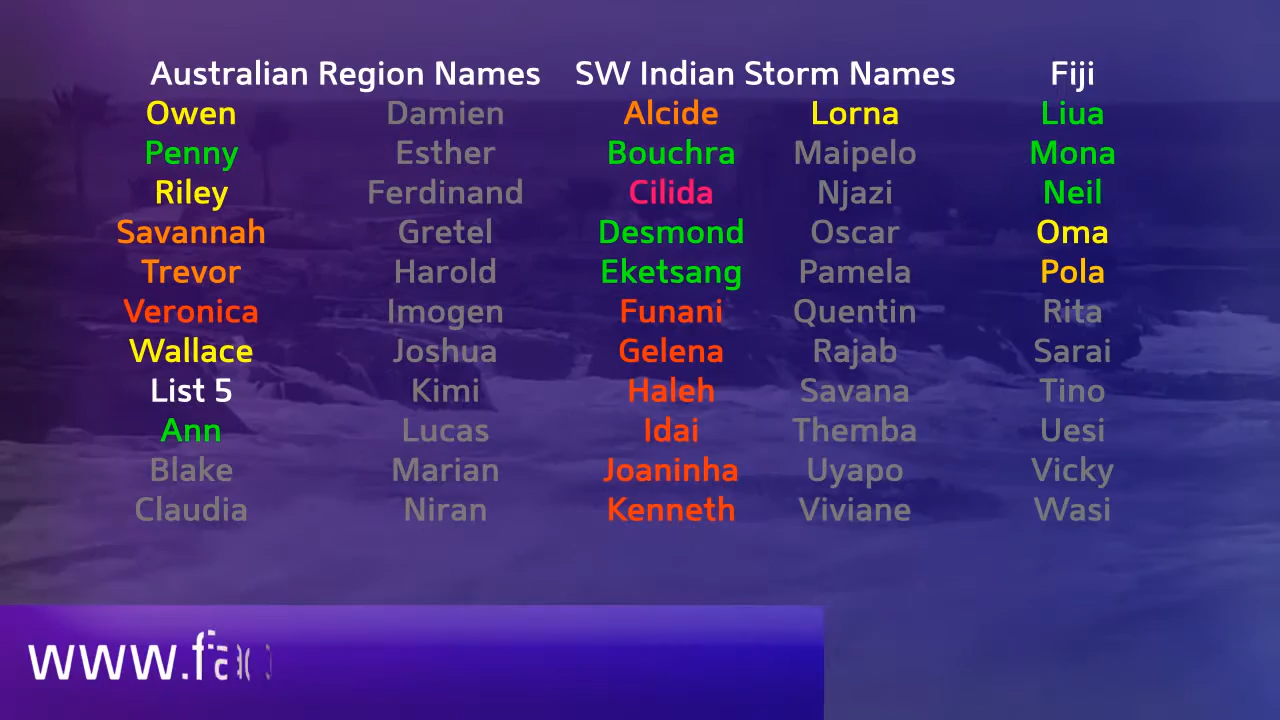 Australian Region Names SW Indian Storm Names Fiji
Owen Damien Alcide Lorna Liua
Penny Esther Bouchra Maipelo Mona
Riley Ferdinand Cilida Njazi Neil
Savannah Gretel Desmond Oscar Oma
Trevor Harold Eketsang Pamela Pola
Veronica Imogen Funani Quentin Rita
Wallace Joshua Gelena Rajab Sarai
List 5 Kimi Haleh Savana Tino
Ann Lucas Idai Themba Uesi
Blake Marian Joaninha Uyapo Vicky
Claudia Niran Kenneth Viviane Wasi